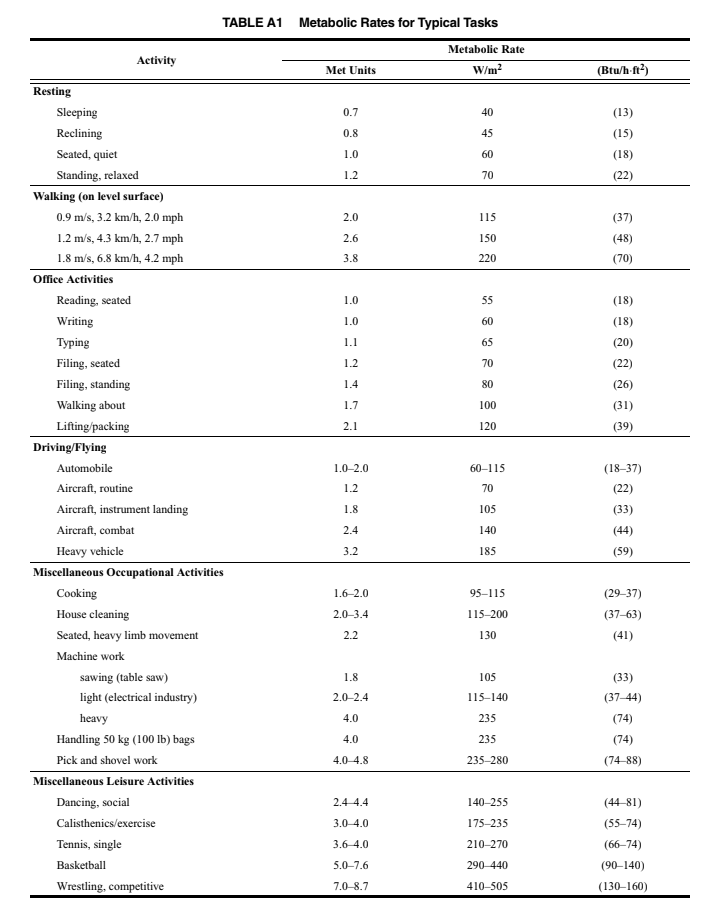 TABLE A1 Metabolic Rates for Typical Tasks
Metabolic Rate
Activity
Met Units W/m² (Btu/h·ft²)
Resting
Sleeping 0.7 40 (13)
Reclining 0.8 45 (15)
Seated, quiet 1.0 60 (18)
Standing, relaxed 1.2 70 (22)
Walking (on level surface)
0.9 m/s, 3.2 km/h, 2.0 mph 2.0 115 (37)
1.2 m/s, 4.3 km/h, 2.7 mph 2.6 150 (48)
1.8 m/s, 6.8 km/h, 4.2 mph 3.8 220 (70)
Office Activities
Reading, seated 1.0 55 (18)
Writing 1.0 60 (18)
Typing 1.1 65 (20)
Filing, seated 1.2 70 (22)
Filing, standing 1.4 80 (26)
Walking about 1.7 100 (31)
Lifting/packing 2.1 120 (39)
Driving/Flying
Automobile 1.0–2.0 60–115 (18–37)
Aircraft, routine 1.2 70 (22)
Aircraft, instrument landing 1.8 105 (33)
Aircraft, combat 2.4 140 (44)
Heavy vehicle 3.2 185 (59)
Miscellaneous Occupational Activities
Cooking 1.6–2.0 95–115 (29–37)
House cleaning 2.0–3.4 115–200 (37–63)
Seated, heavy limb movement 2.2 130 (41)
Machine work
sawing (table saw) 1.8 105 (33)
light (electrical industry) 2.0–2.4 115–140 (37–44)
heavy 4.0 235 (74)
Handling 50 kg (100 lb) bags 4.0 235 (74)
Pick and shovel work 4.0–4.8 235–280 (74–88)
Miscellaneous Leisure Activities
Dancing, social 2.4–4.4 140–255 (44–81)
Calisthenics/exercise 3.0–4.0 175–235 (55–74)
Tennis, single 3.6–4.0 210–270 (66–74)
Basketball 5.0–7.6 290–440 (90–140)
Wrestling, competitive 7.0–8.7 410–505 (130–160)